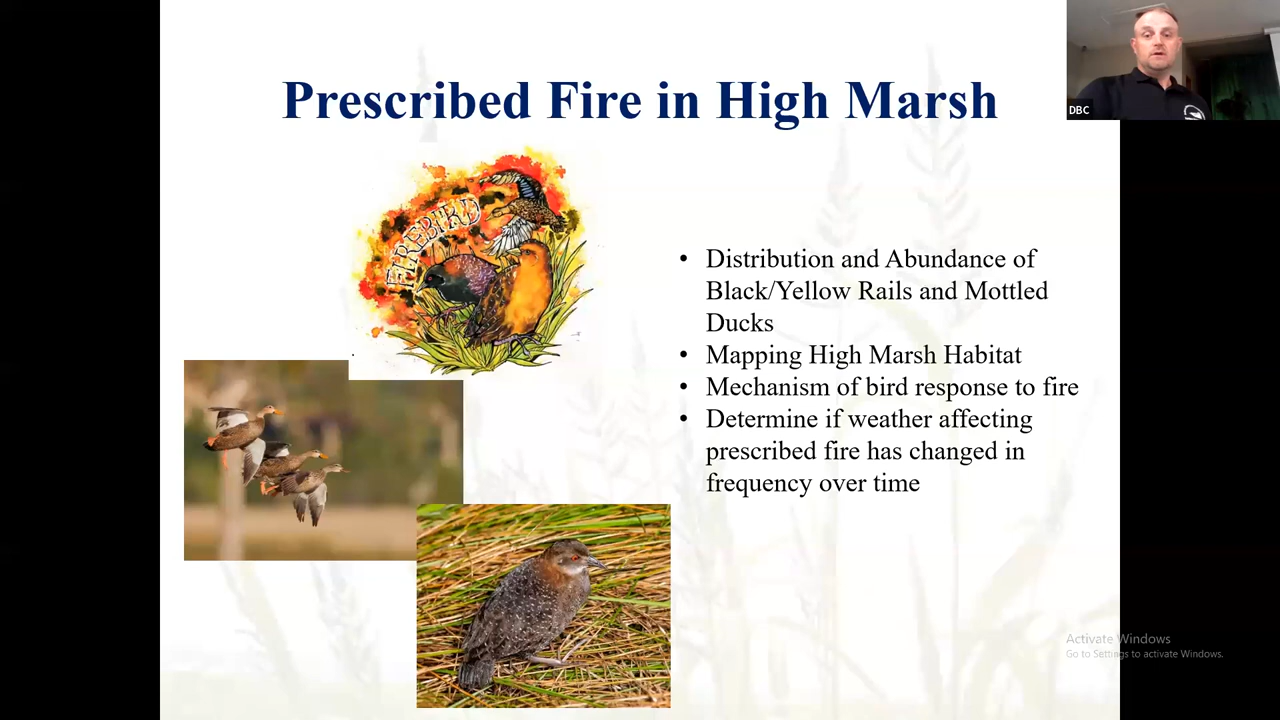 Prescribed Fire in High Marsh
DBC
FIREBIRD
• Distribution and Abundance of
Black/Yellow Rails and Mottled
Ducks
• Mapping High Marsh Habitat
• Mechanism of bird response to fire
• Determine if weather affecting
prescribed fire has changed in
frequency over time
Activate Windows
Go to Settings to activate Windows.